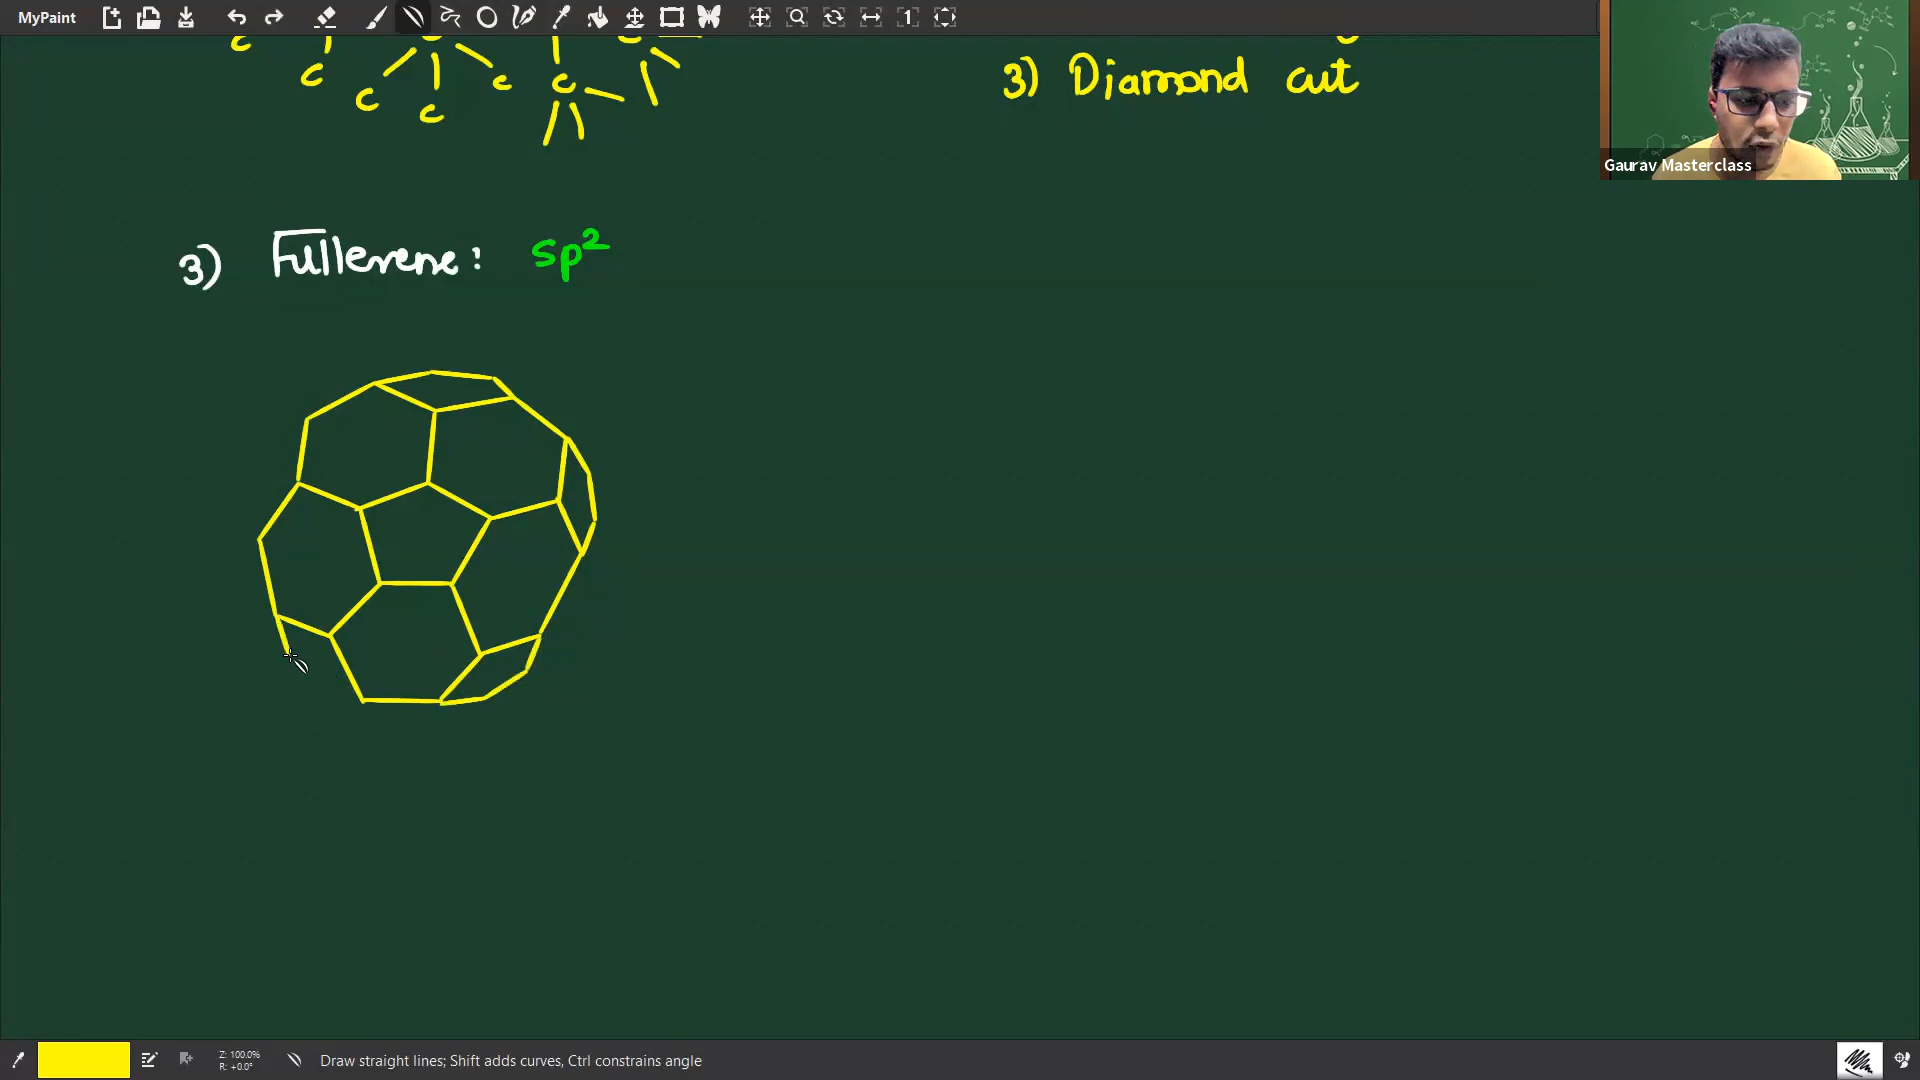 MyPaint
C
C C
C C
C C
3) Diamond cut
Gaurav Masterclass
3) Fullerene: Sp²
Z: 100.0%
R: +0.0°
Draw straight lines; Shift adds curves, Ctrl constrains angle